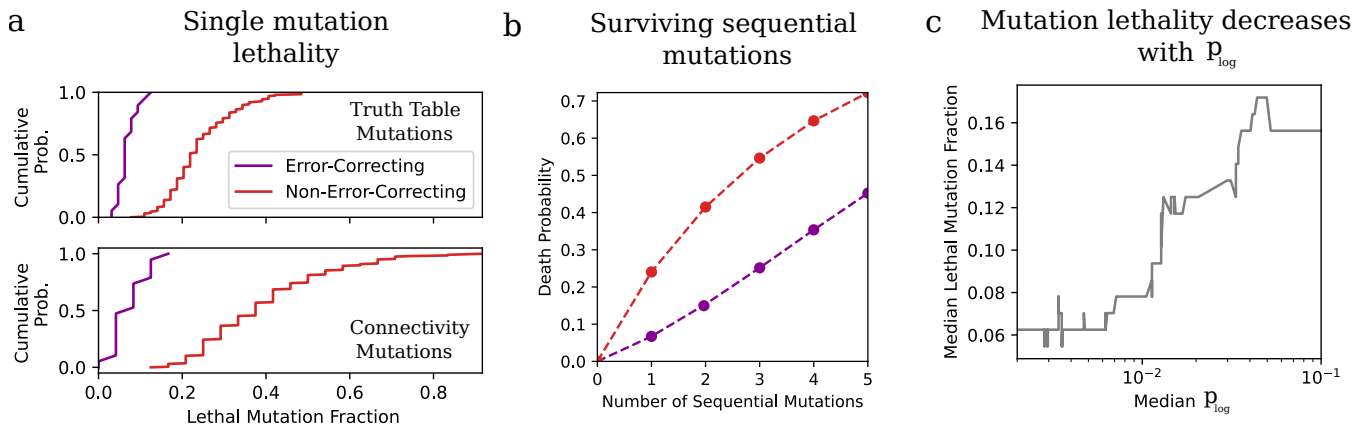 a
Single mutation
lethality
Cumulative
Prob.
1.0
0.5
0.0
Truth Table
Mutations
Error-Correcting
Non-Error-Correcting
Cumulative
Prob.
1.0
0.5
0.0
Connectivity
Mutations
0.0 0.2 0.4 0.6 0.8
Lethal Mutation Fraction
b
Surviving sequential
mutations
Death Probability
0.7
0.6
0.5
0.4
0.3
0.2
0.1
0.0
0 1 2 3 4 5
Number of Sequential Mutations
c
Mutation lethality decreases
with p_log
Median Lethal Mutation Fraction
0.16
0.14
0.12
0.10
0.08
0.06
10⁻² 10⁻¹
Median p_log